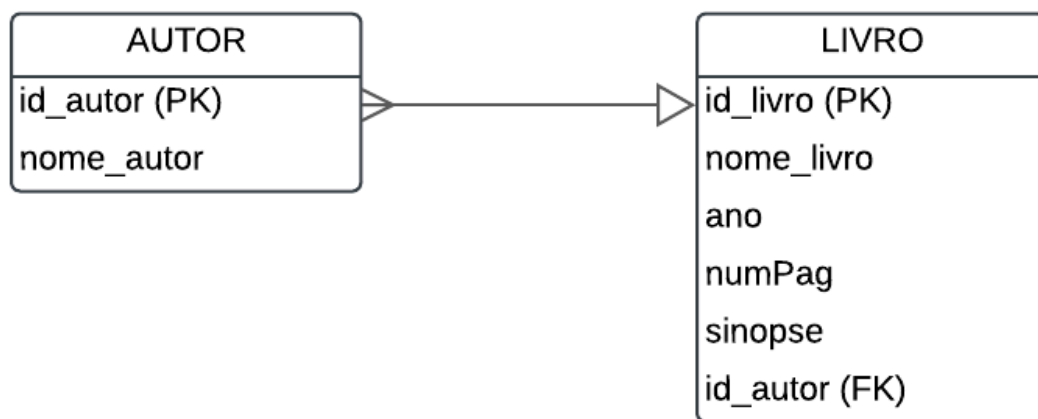 AUTOR
id_autor (PK)
nome_autor
LIVRO
id_livro (PK)
nome_livro
ano
numPag
sinopse
id_autor (FK)